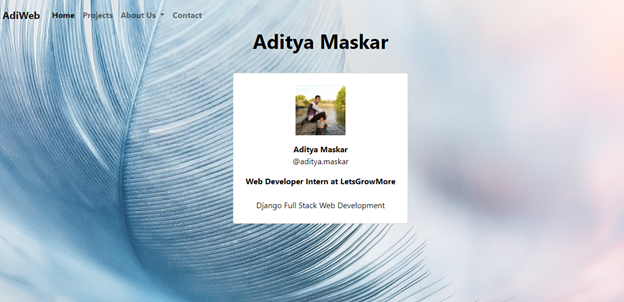 AdiWeb Home Projects About Us Contact
Aditya Maskar
Aditya Maskar
@aditya.maskar
Web Developer Intern at LetsGrowMore
Django Full Stack Web Development